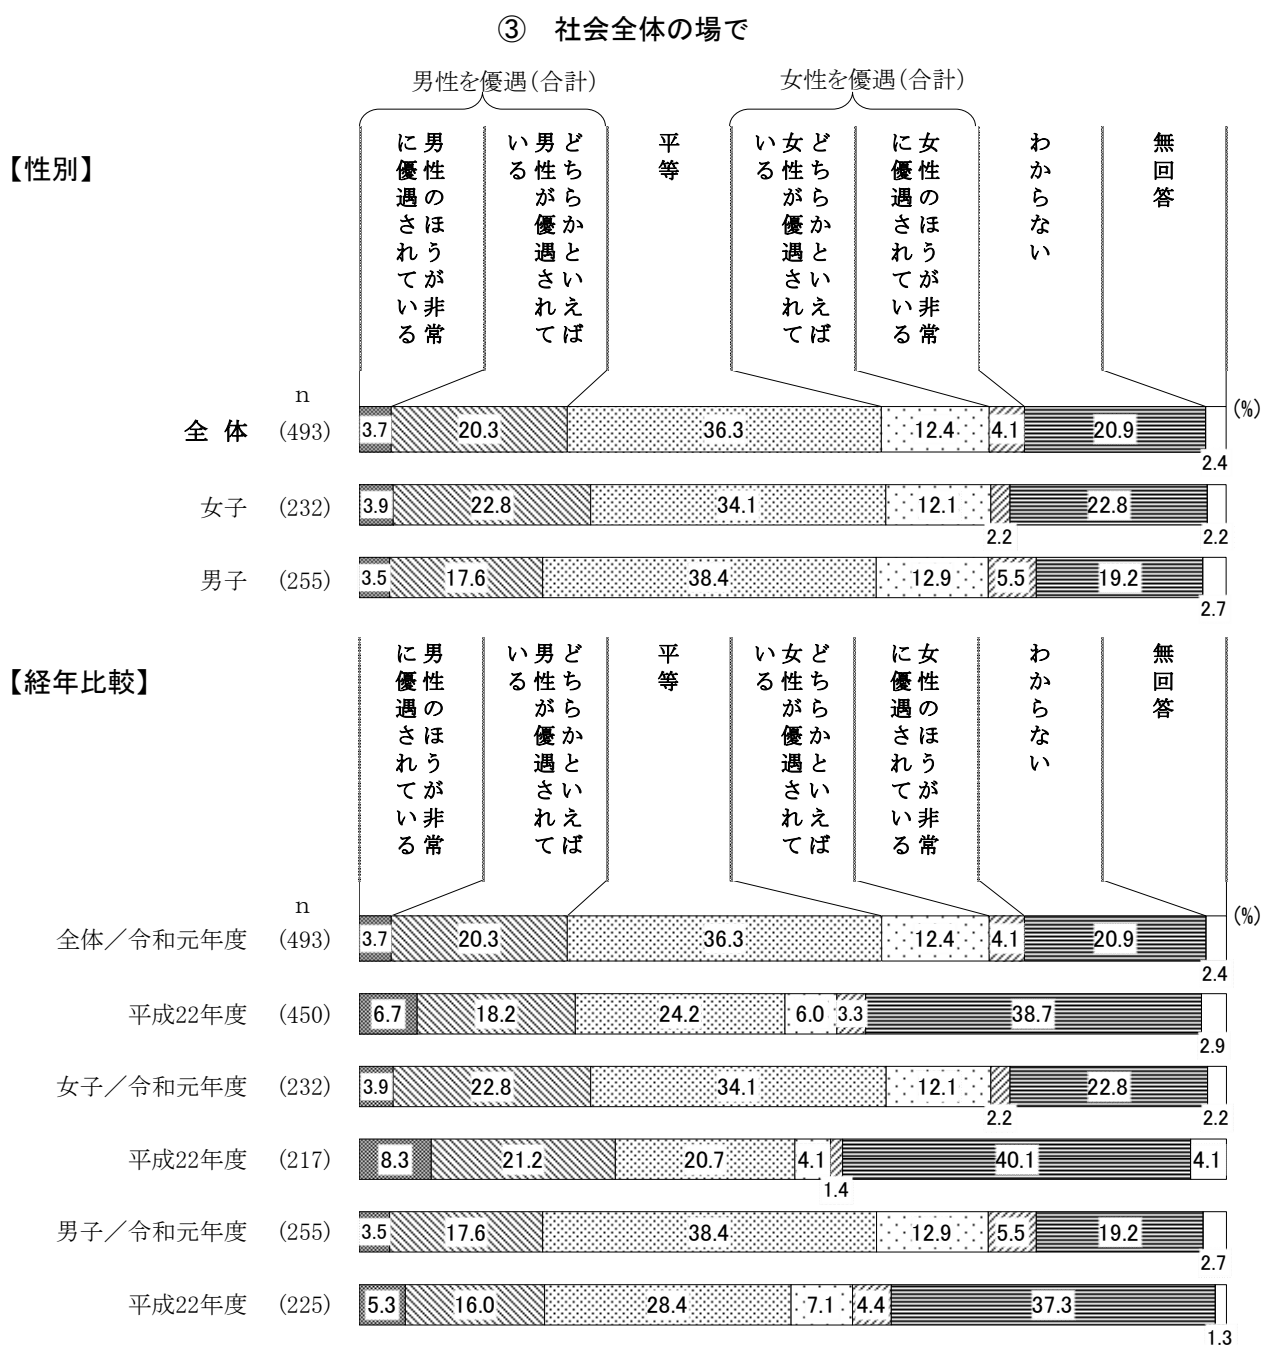 ③　社会全体の場で
男性を優遇（合計）
女性を優遇（合計）
【性別】
男性のほうが非常
に優遇されている
どちらかといえば
男性が優遇されて
いる
平等
どちらかといえば
女性が優遇されて
いる
女性のほうが非常
に優遇されている
わからない
無回答
n
(%)
全 体 (493) 3.7 20.3 36.3 12.4 4.1 20.9 2.4
女子 (232) 3.9 22.8 34.1 12.1 2.2 22.8 2.2
男子 (255) 3.5 17.6 38.4 12.9 5.5 19.2 2.7
【経年比較】
男性のほうが非常
に優遇されている
どちらかといえば
男性が優遇されて
いる
平等
どちらかといえば
女性が優遇されて
いる
女性のほうが非常
に優遇されている
わからない
無回答
n
(%)
全体／令和元年度 (493) 3.7 20.3 36.3 12.4 4.1 20.9 2.4
平成22年度 (450) 6.7 18.2 24.2 6.0 3.3 38.7 2.9
女子／令和元年度 (232) 3.9 22.8 34.1 12.1 2.2 22.8 2.2
平成22年度 (217) 8.3 21.2 20.7 4.1 1.4 40.1 4.1
男子／令和元年度 (255) 3.5 17.6 38.4 12.9 5.5 19.2 2.7
平成22年度 (225) 5.3 16.0 28.4 7.1 4.4 37.3 1.3